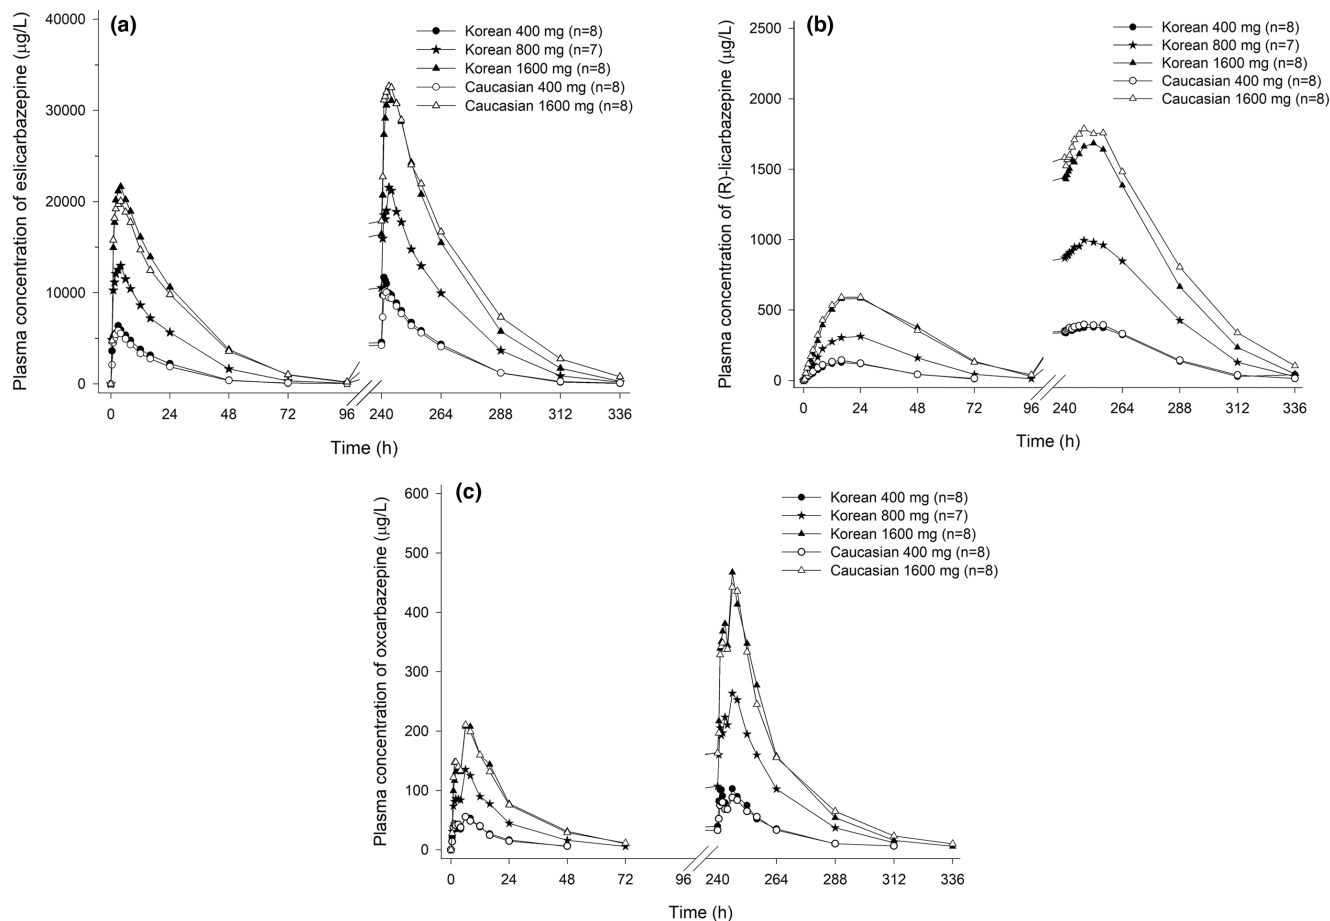 (a)
Plasma concentration of eslicarbazepine (μg/L)
40000
30000
20000
10000
0
Korean 400 mg (n=8)
Korean 800 mg (n=7)
Korean 1600 mg (n=8)
Caucasian 400 mg (n=8)
Caucasian 1600 mg (n=8)
0 24 48 72 96 240 264 288 312 336
Time (h)
(b)
Plasma concentration of (R)-licarbazepine (μg/L)
2500
2000
1500
1000
500
0
Korean 400 mg (n=8)
Korean 800 mg (n=7)
Korean 1600 mg (n=8)
Caucasian 400 mg (n=8)
Caucasian 1600 mg (n=8)
0 24 48 72 96 240 264 288 312 336
Time (h)
(c)
Plasma concentration of oxcarbazepine (μg/L)
600
500
400
300
200
100
0
Korean 400 mg (n=8)
Korean 800 mg (n=7)
Korean 1600 mg (n=8)
Caucasian 400 mg (n=8)
Caucasian 1600 mg (n=8)
0 24 48 72 96 240 264 288 312 336
Time (h)